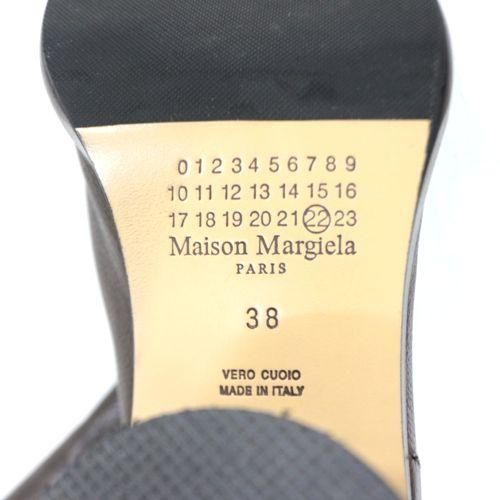 0 1 2 3 4 5 6 7 8 9
10 11 12 13 14 15 16
17 18 19 20 21 22 23
Maison Margiela
PARIS
38
VERO CUOIO
MADE IN ITALY